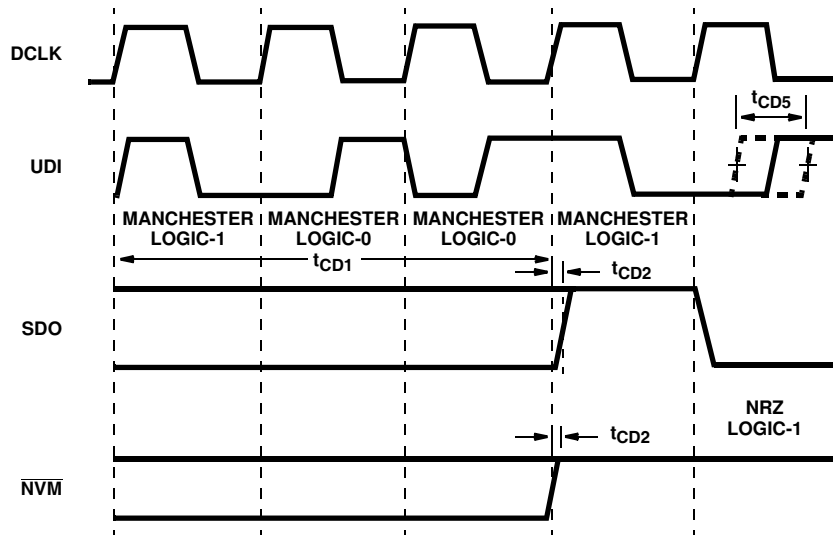 DCLK
tCD5
UDI
MANCHESTER LOGIC-1
MANCHESTER LOGIC-0
MANCHESTER LOGIC-0
MANCHESTER LOGIC-1
tCD1
tCD2
SDO
NRZ
LOGIC-1
tCD2
NVM